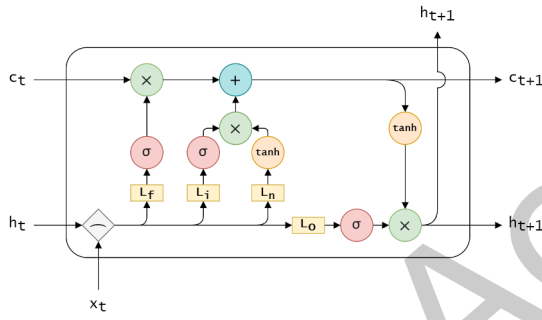 h_{t+1}
c_t × + c_{t+1}
×
tanh
σ σ tanh
L_f L_i L_n
h_t ⌢ L_o σ × h_{t+1}
x_t